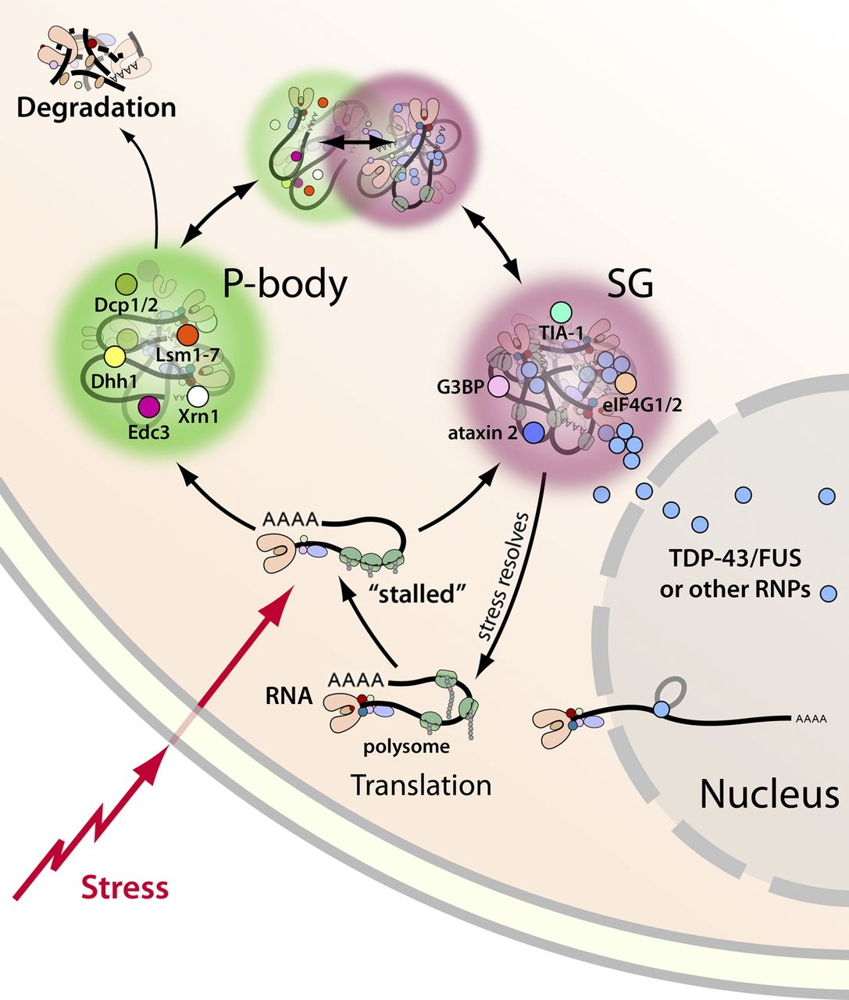 Degradation
P-body
Dcp1/2
Lsm1-7
Dhh1
Xrn1
Edc3
SG
TIA-1
G3BP
eIF4G1/2
ataxin 2
AAAA
"stalled"
stress resolves
TDP-43/FUS
or other RNPs
AAAA
RNA
polysome
Translation
AAAA
Nucleus
Stress